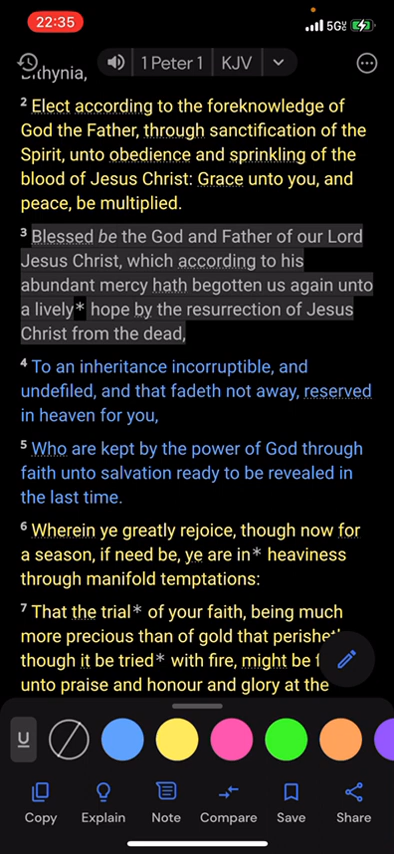 22:35
5G
1 Peter 1 KJV
thynia,
2 Elect according to the foreknowledge of
God the Father, through sanctification of the
Spirit, unto obedience and sprinkling of the
blood of Jesus Christ: Grace unto you, and
peace, be multiplied.
3 Blessed be the God and Father of our Lord
Jesus Christ, which according to his
abundant mercy hath begotten us again unto
a lively* hope by the resurrection of Jesus
Christ from the dead,
4 To an inheritance incorruptible, and
undefiled, and that fadeth not away, reserved
in heaven for you,
5 Who are kept by the power of God through
faith unto salvation ready to be revealed in
the last time.
6 Wherein ye greatly rejoice, though now for
a season, if need be, ye are in* heaviness
through manifold temptations:
7 That the trial* of your faith, being much
more precious than of gold that perishet
though it be tried* with fire, might be f
unto praise and honour and glory at the
U
Copy Explain Note Compare Save Share